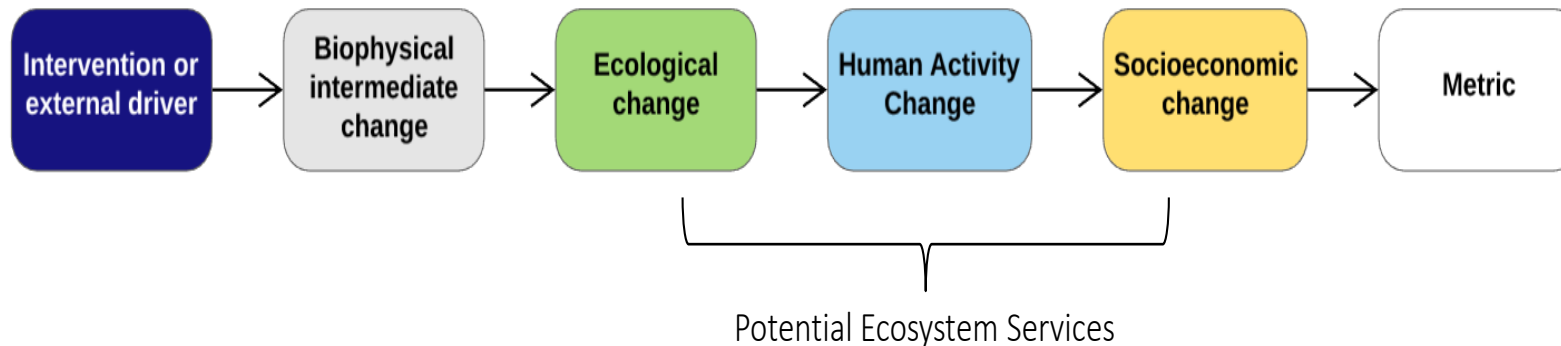 Intervention or
external driver
Biophysical
intermediate
change
Ecological
change
Human Activity
Change
Socioeconomic
change
Metric
Potential Ecosystem Services